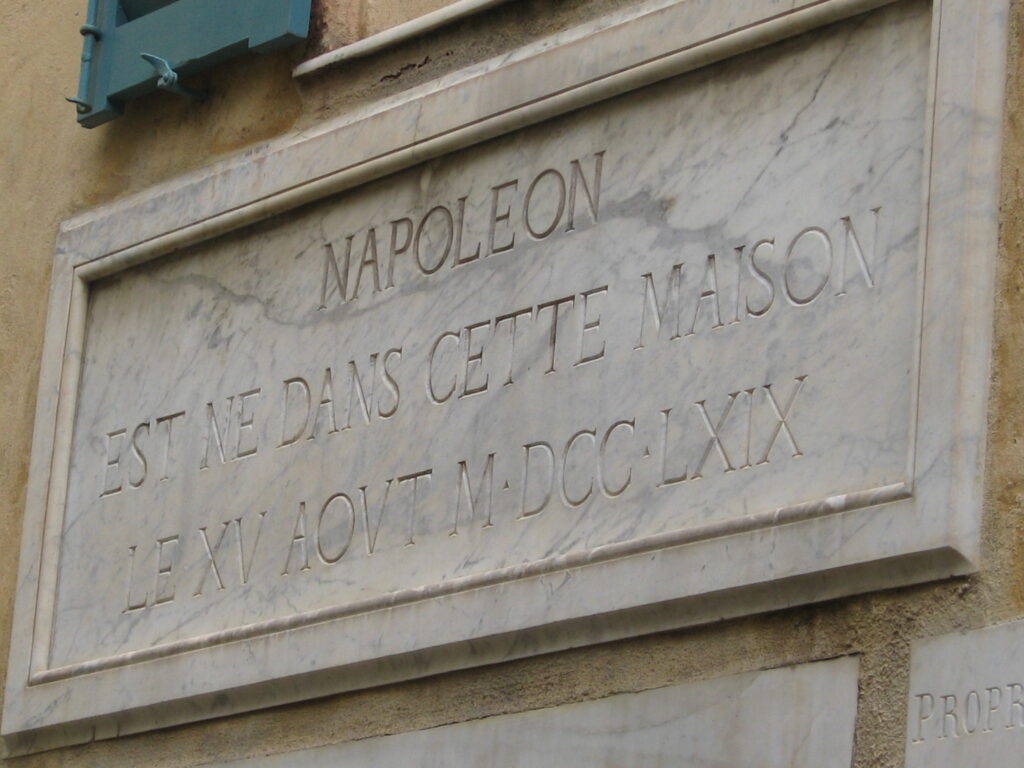 NAPOLEON
EST NE DANS CETTE MAISON
LE XV AOVT M·DCC·LXIX
PROPR